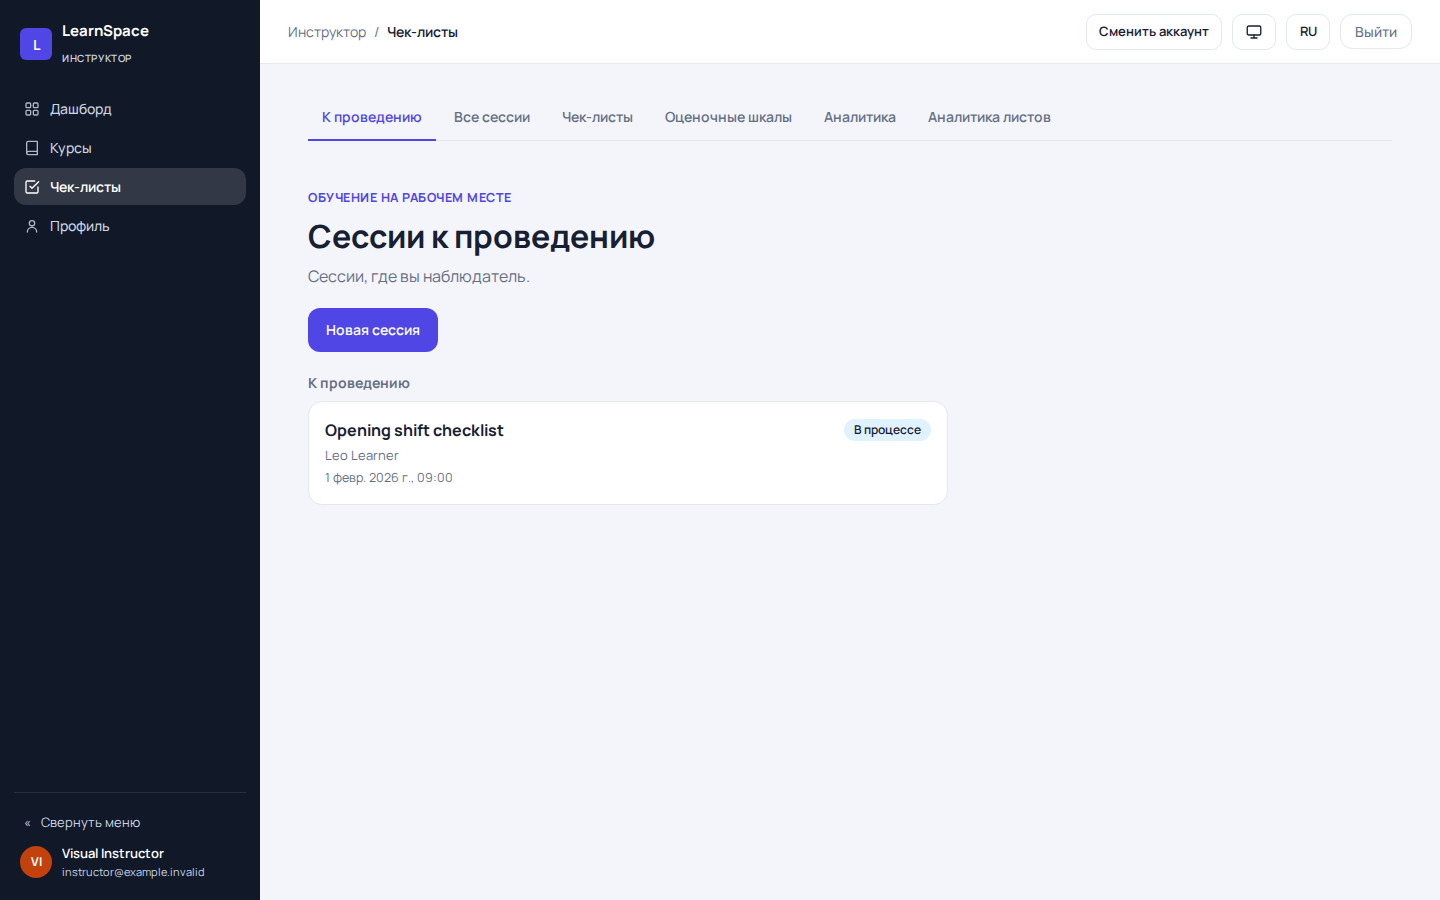 L
LearnSpace
ИНСТРУКТОР
Дашборд
Курсы
Чек-листы
Профиль
« Свернуть меню
VI
Visual Instructor
instructor@example.invalid
Инструктор / Чек-листы
Сменить аккаунт
RU
Выйти
К проведению Все сессии Чек-листы Оценочные шкалы Аналитика Аналитика листов
ОБУЧЕНИЕ НА РАБОЧЕМ МЕСТЕ
Сессии к проведению
Сессии, где вы наблюдатель.
Новая сессия
К проведению
Opening shift checklist
В процессе
Leo Learner
1 февр. 2026 г., 09:00